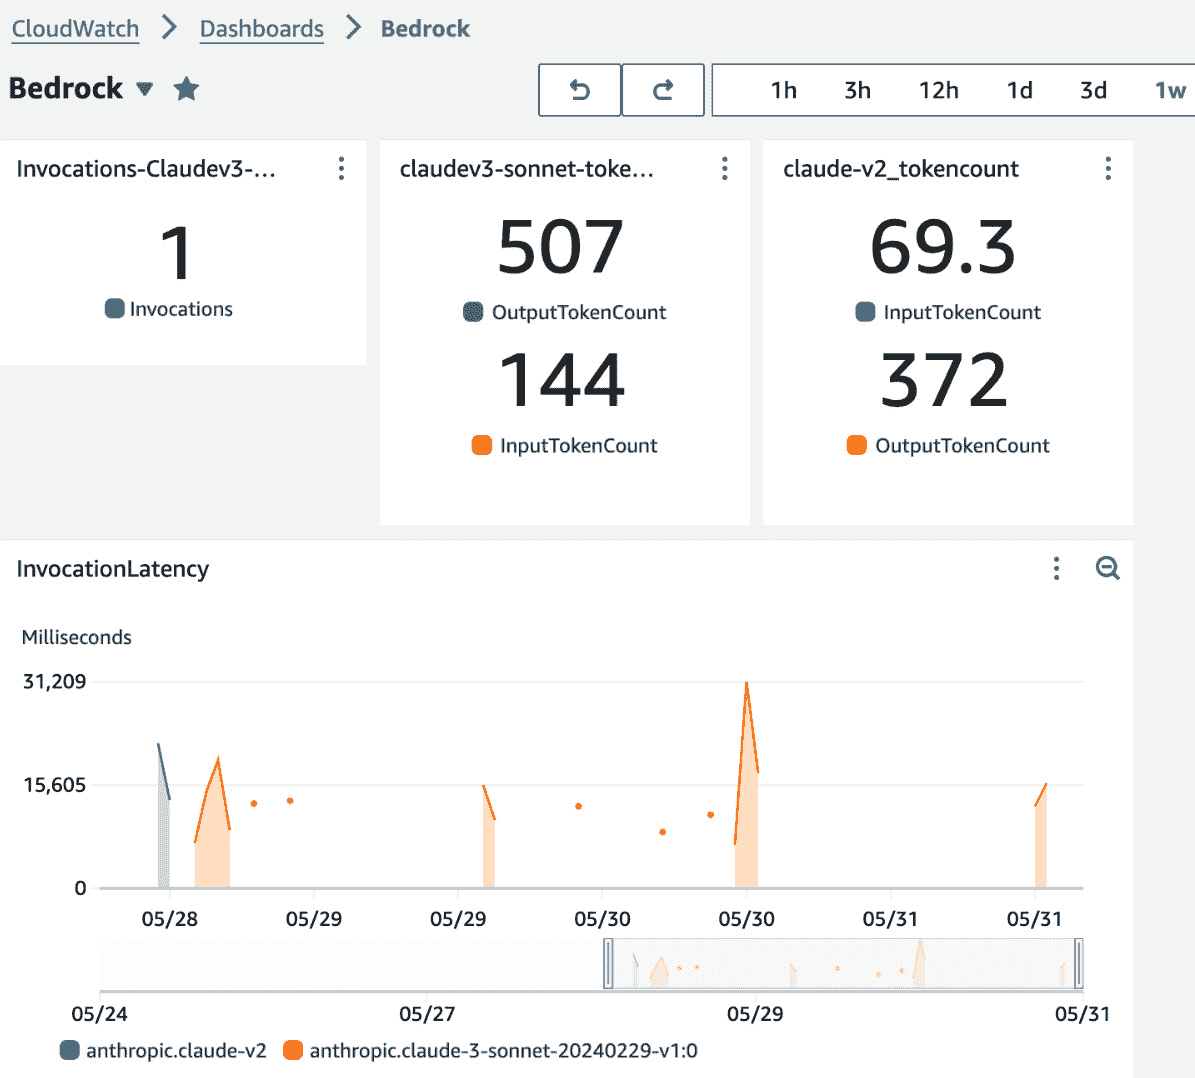 CloudWatch > Dashboards > Bedrock
Bedrock
1h 3h 12h 1d 3d 1w
Invocations-Claudev3-...
1
Invocations
claudev3-sonnet-toke...
507
OutputTokenCount
144
InputTokenCount
claude-v2_tokencount
69.3
InputTokenCount
372
OutputTokenCount
InvocationLatency
Milliseconds
31,209
15,605
0
05/28 05/29 05/29 05/30 05/30 05/31 05/31
05/24 05/27 05/29 05/31
anthropic.claude-v2 anthropic.claude-3-sonnet-20240229-v1:0